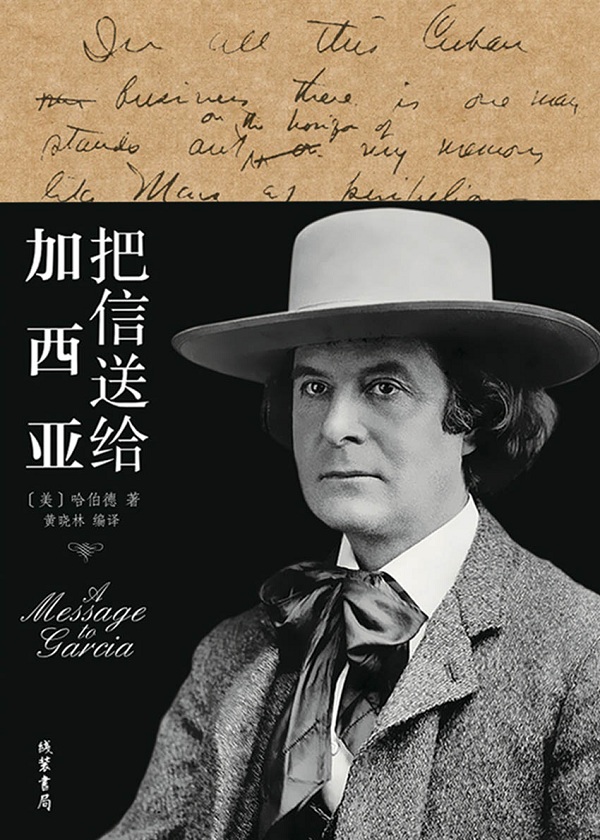 In all this Cuban
business there is one man
on the horizon of
stands out my memory
like Mars at perihelion
把信送给
加西亚
〔美〕哈伯德 著
黄晓林 编译
A
Message
to
Garcia
线装书局